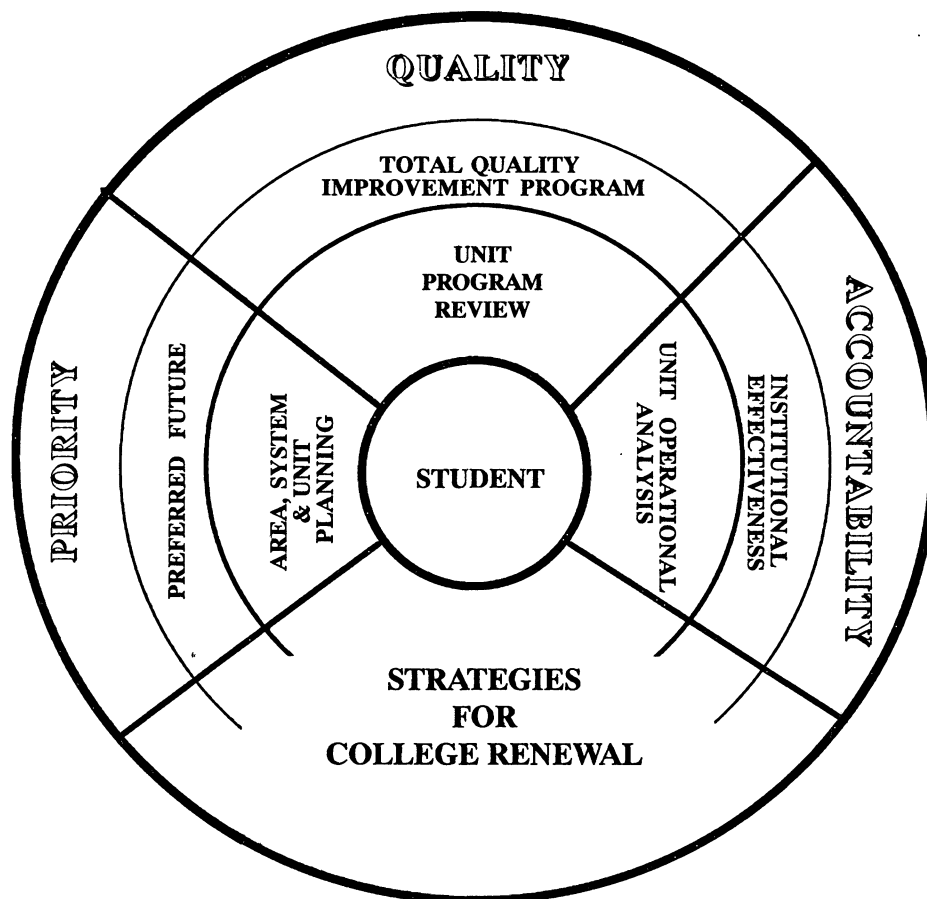 QUALITY
TOTAL QUALITY
IMPROVEMENT PROGRAM
UNIT
PROGRAM
REVIEW
PRIORITY
PREFERRED FUTURE
AREA, SYSTEM
& UNIT
PLANNING
STUDENT
UNIT OPERATIONAL
ANALYSIS
INSTITUTIONAL
EFFECTIVENESS
ACCOUNTABILITY
STRATEGIES
FOR
COLLEGE RENEWAL